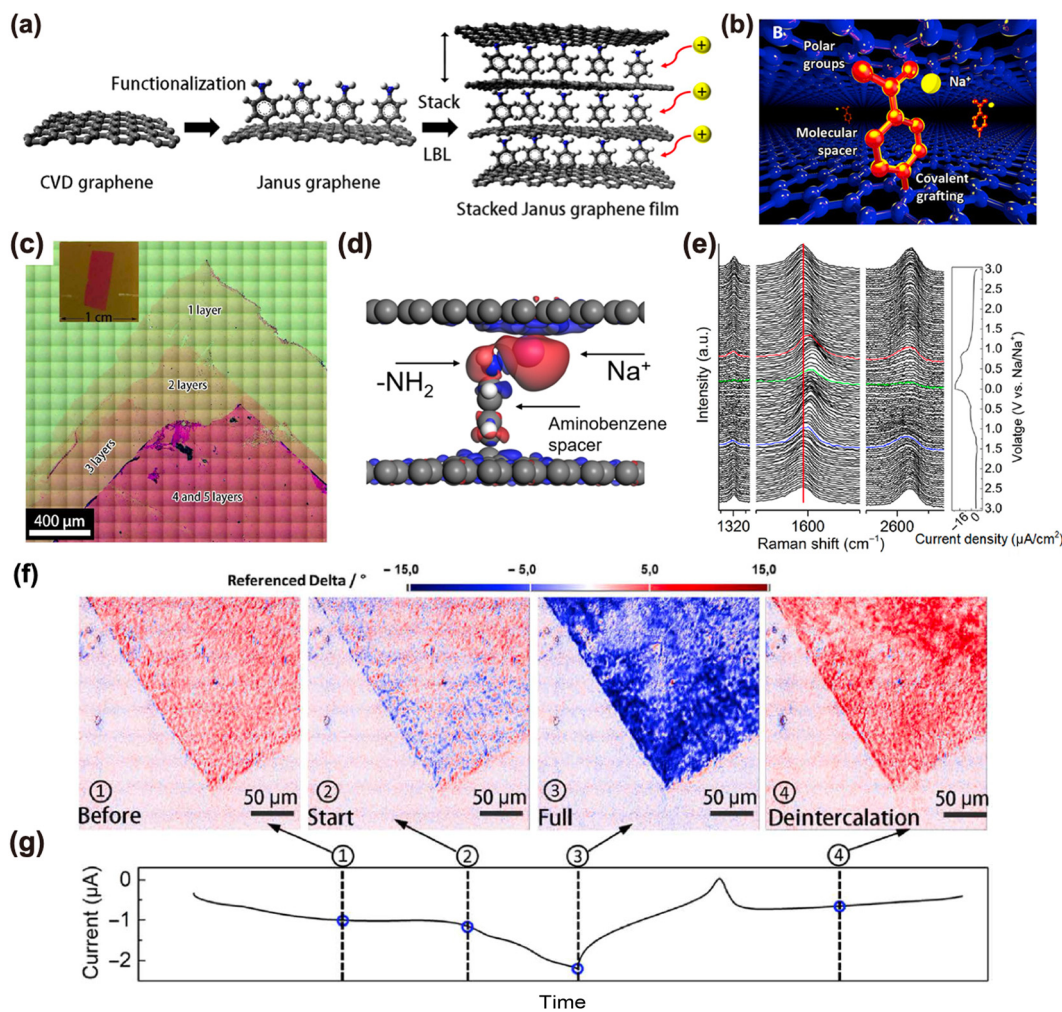 (a)
Functionalization
Stack
LBL
CVD graphene
Janus graphene
Stacked Janus graphene film
+
+
+
(b)
B
Polar
groups
Na⁺
Molecular
spacer
Covalent
grafting
(c)
1 cm
1 layer
2 layers
3 layers
4 and 5 layers
400 μm
(d)
-NH₂
Na⁺
Aminobenzene
spacer
(e)
Intensity (a.u.)
1320
1600
2600
Raman shift (cm⁻¹)
3.0
2.5
2.0
1.5
1.0
0.5
0.0
0.5
1.0
1.5
2.0
2.5
3.0
Volatge (V vs. Na/Na⁺)
-16
0
Current density (μA/cm²)
(f)
Referenced Delta / °
- 15,0
- 5,0
5,0
15,0
①
Before
50 μm
②
Start
50 μm
③
Full
50 μm
④
Deintercalation
50 μm
(g)
①
②
③
④
0
-1
-2
Current (μA)
Time